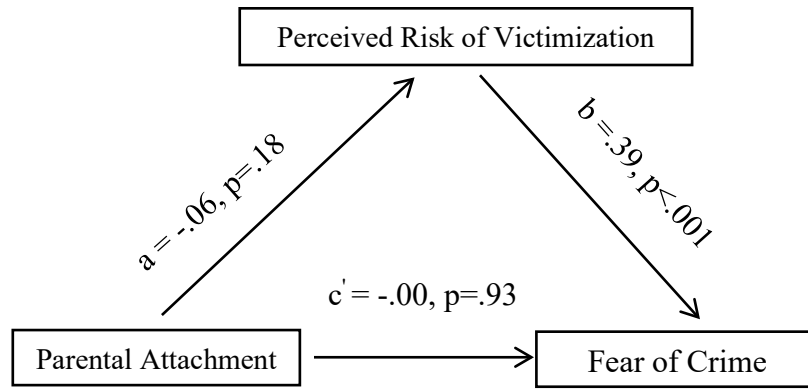 Perceived Risk of Victimization
a = -.06, p=.18
b =.39, p<.001
c' = -.00, p=.93
Parental Attachment
Fear of Crime